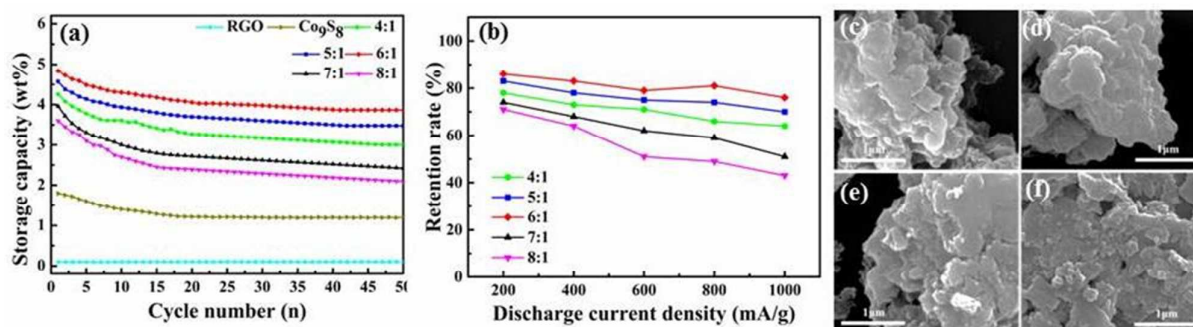 (a)
RGO Co9S8 4:1
5:1 6:1
7:1 8:1
Storage capacity (wt%)
6
5
4
3
2
1
0
0 5 10 15 20 25 30 35 40 45 50
Cycle number (n)
(b)
Retention rate (%)
100
80
60
40
20
0
4:1
5:1
6:1
7:1
8:1
200 400 600 800 1000
Discharge current density (mA/g)
(c)
1μm
(d)
1μm
(e)
1μm
(f)
1μm